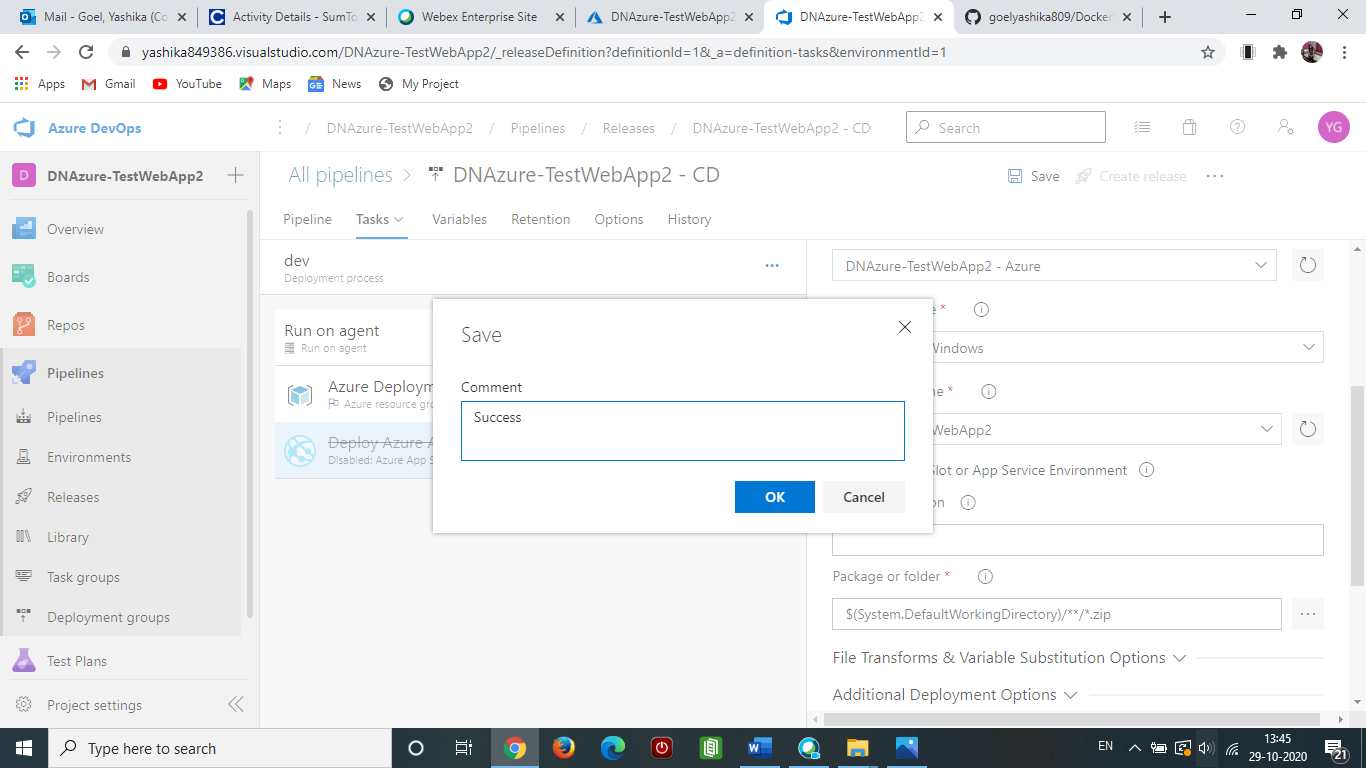 Mail - Goel, Yashika (Co
Activity Details - SumTo
Webex Enterprise Site
DNAzure-TestWebApp2
DNAzure-TestWebApp2
goelyashika809/Docker
yashika849386.visualstudio.com/DNAzure-TestWebApp2/_releaseDefinition?definitionId=1&_a=definition-tasks&environmentId=1
Apps
Gmail
YouTube
Maps
News
My Project
Azure DevOps
/ DNAzure-TestWebApp2 / Pipelines / Releases / DNAzure-TestWebApp2 - CD
Search
YG
D
DNAzure-TestWebApp2
All pipelines > DNAzure-TestWebApp2 - CD
Save
Create release
Pipeline
Tasks
Variables
Retention
Options
History
Overview
Boards
Repos
Pipelines
Pipelines
Environments
Releases
Library
Task groups
Deployment groups
Test Plans
Project settings
dev
Deployment process
Run on agent
Run on agent
Azure Deploym
Azure resource gro
Deploy Azure A
Disabled: Azure App S
Save
Comment
Success
OK
Cancel
DNAzure-TestWebApp2 - Azure
e *
Windows
ne *
WebApp2
Slot or App Service Environment
on
Package or folder *
$(System.DefaultWorkingDirectory)/**/*.zip
File Transforms & Variable Substitution Options
Additional Deployment Options
Type here to search
EN
13:45
29-10-2020
21